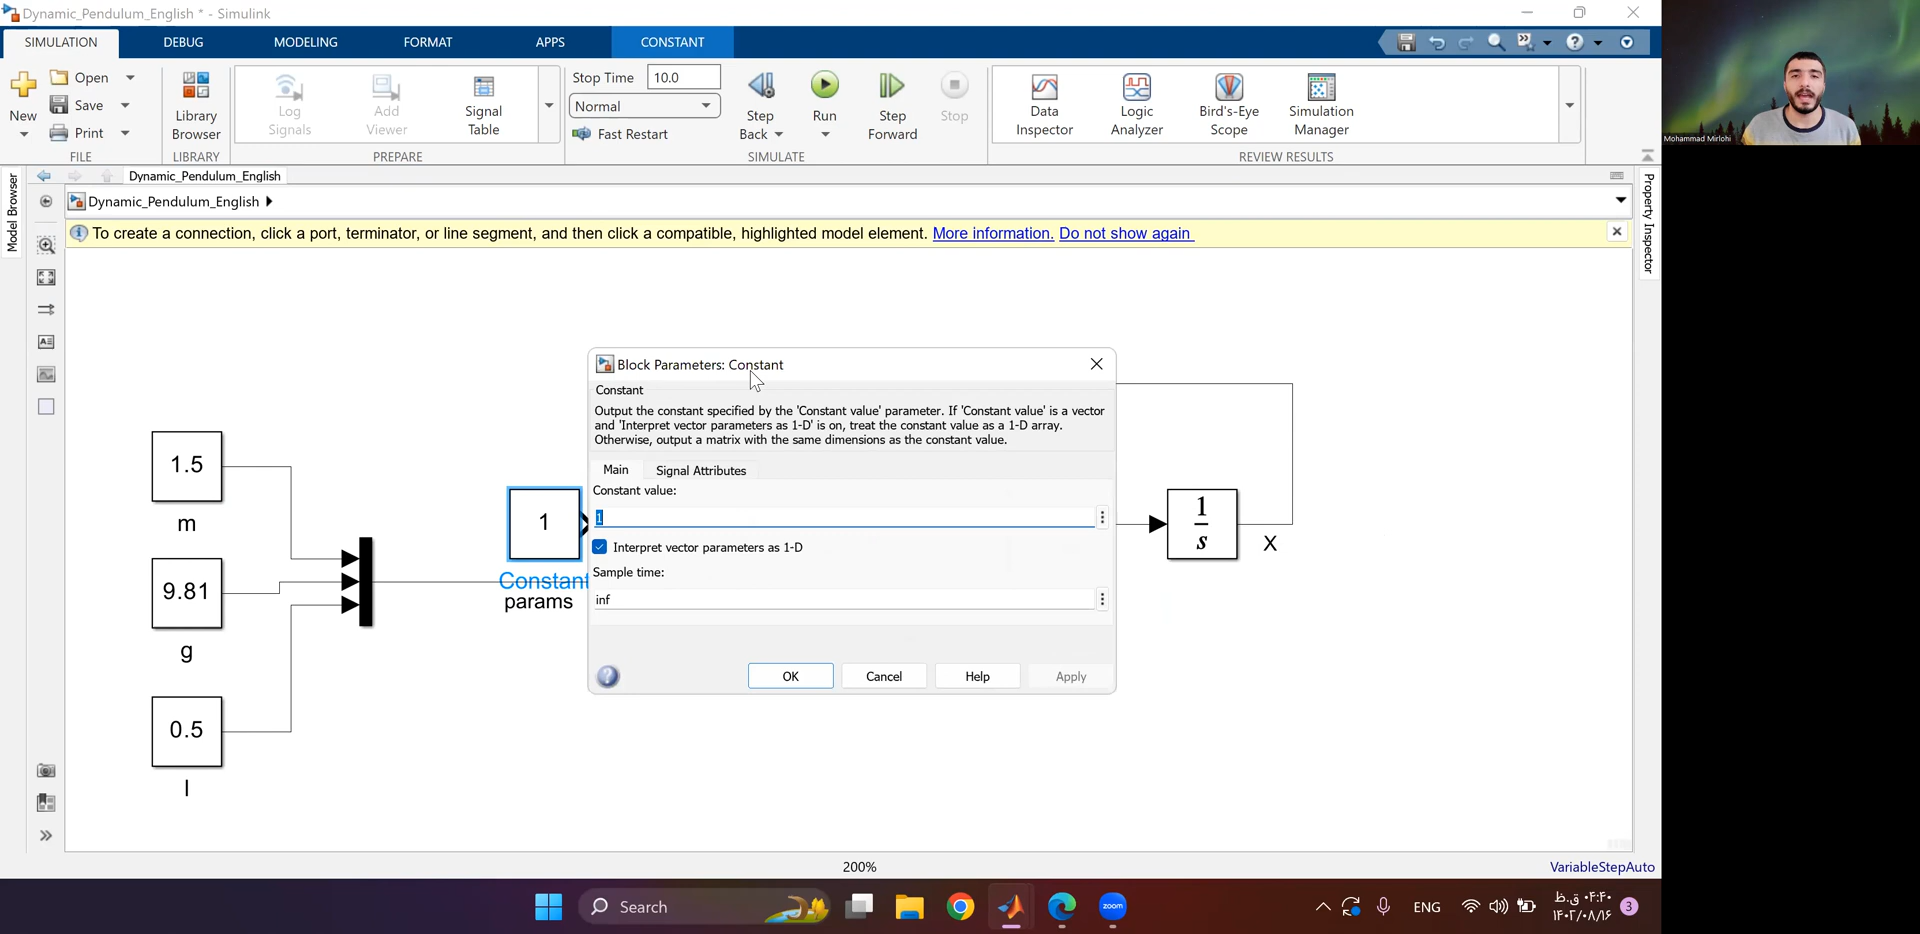 Dynamic_Pendulum_English * - Simulink
SIMULATION DEBUG MODELING FORMAT APPS CONSTANT
New Open Save Print
FILE
Library Browser
LIBRARY
Log Signals Add Viewer Signal Table
PREPARE
Stop Time 10.0
Normal
Fast Restart
Step Back Run Step Forward Stop
SIMULATE
Data Inspector Logic Analyzer Bird's-Eye Scope Simulation Manager
REVIEW RESULTS
Mohammad Mirlohi
Model Browser
Property Inspector
Dynamic_Pendulum_English
Dynamic_Pendulum_English
To create a connection, click a port, terminator, or line segment, and then click a compatible, highlighted model element. More information. Do not show again
1.5
m
9.81
g
0.5
l
1
Constant
params
Block Parameters: Constant
Constant
Output the constant specified by the 'Constant value' parameter. If 'Constant value' is a vector
and 'Interpret vector parameters as 1-D' is on, treat the constant value as a 1-D array.
Otherwise, output a matrix with the same dimensions as the constant value.
Main Signal Attributes
Constant value:
1
Interpret vector parameters as 1-D
Sample time:
inf
OK Cancel Help Apply
1
s
X
200%
VariableStepAuto
Search
zoom
ENG
۰۴:۴۰ ق.ظ
۱۴۰۲/۰۸/۱۶
3